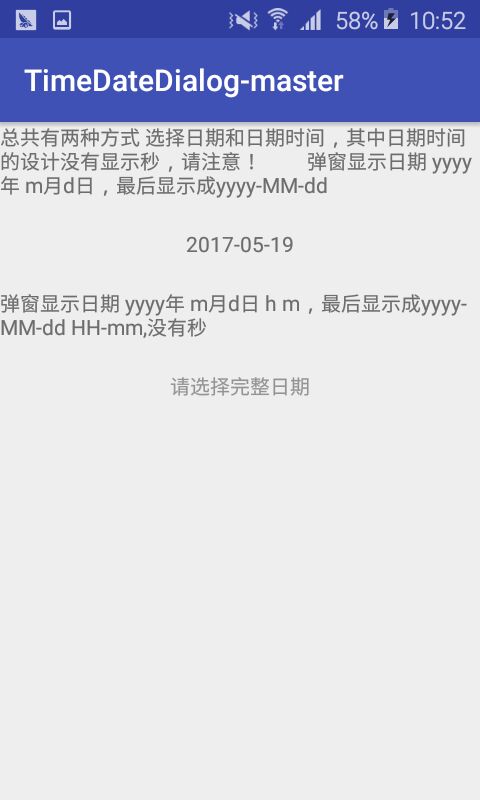 58% 10:52
TimeDateDialog-master
总共有两种方式 选择日期和日期时间，其中日期时间
的设计没有显示秒，请注意！ 弹窗显示日期 yyyy
年 m月d日，最后显示成yyyy-MM-dd
2017-05-19
弹窗显示日期 yyyy年 m月d日 h m，最后显示成yyyy-
MM-dd HH-mm,没有秒
请选择完整日期